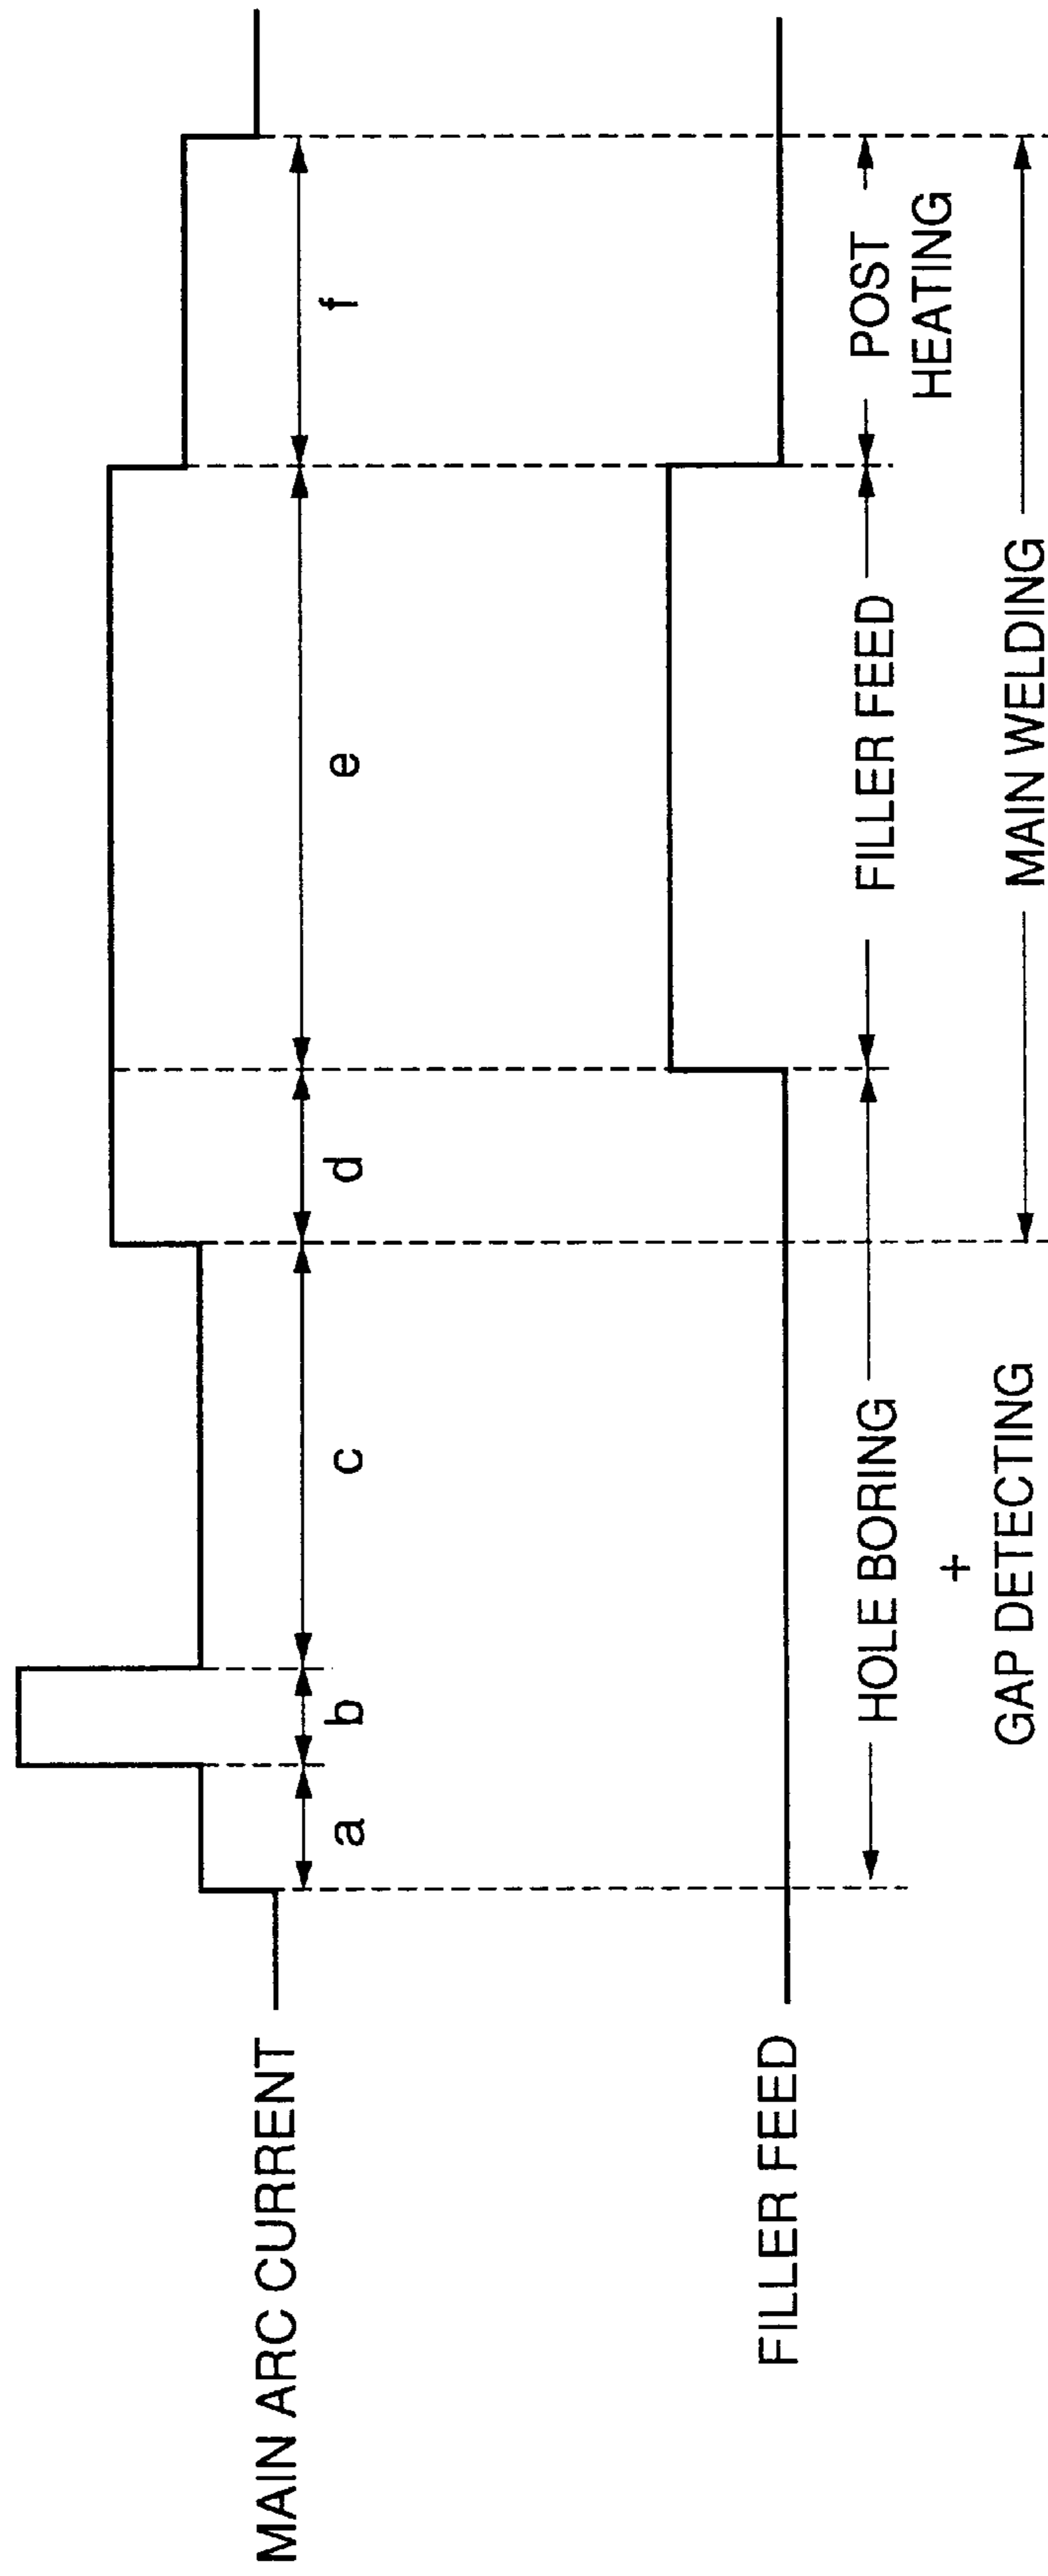 MAIN ARC CURRENT
a
b
c
d
e
f
FILLER FEED
HOLE BORING
+
GAP DETECTING
FILLER FEED
POST
HEATING
MAIN WELDING